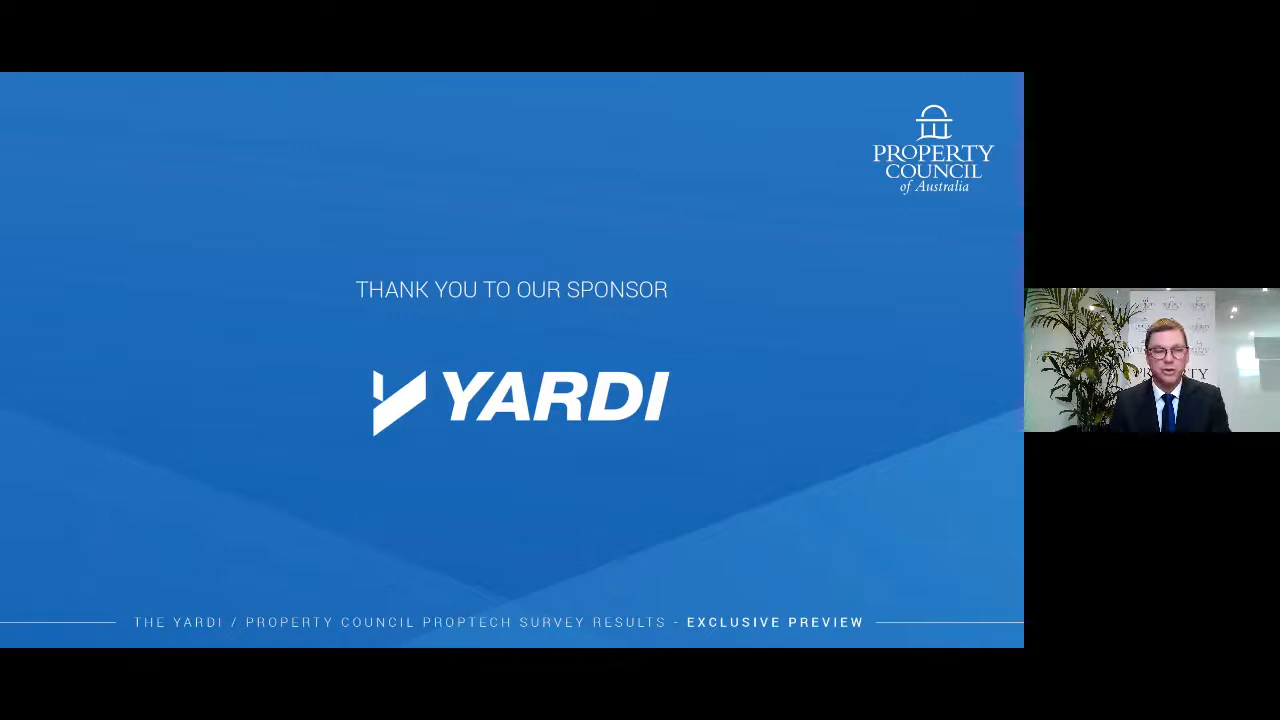 PROPERTY
COUNCIL
of Australia
THANK YOU TO OUR SPONSOR
YARDI
PROPERTY
THE YARDI / PROPERTY COUNCIL PROPTECH SURVEY RESULTS - EXCLUSIVE PREVIEW